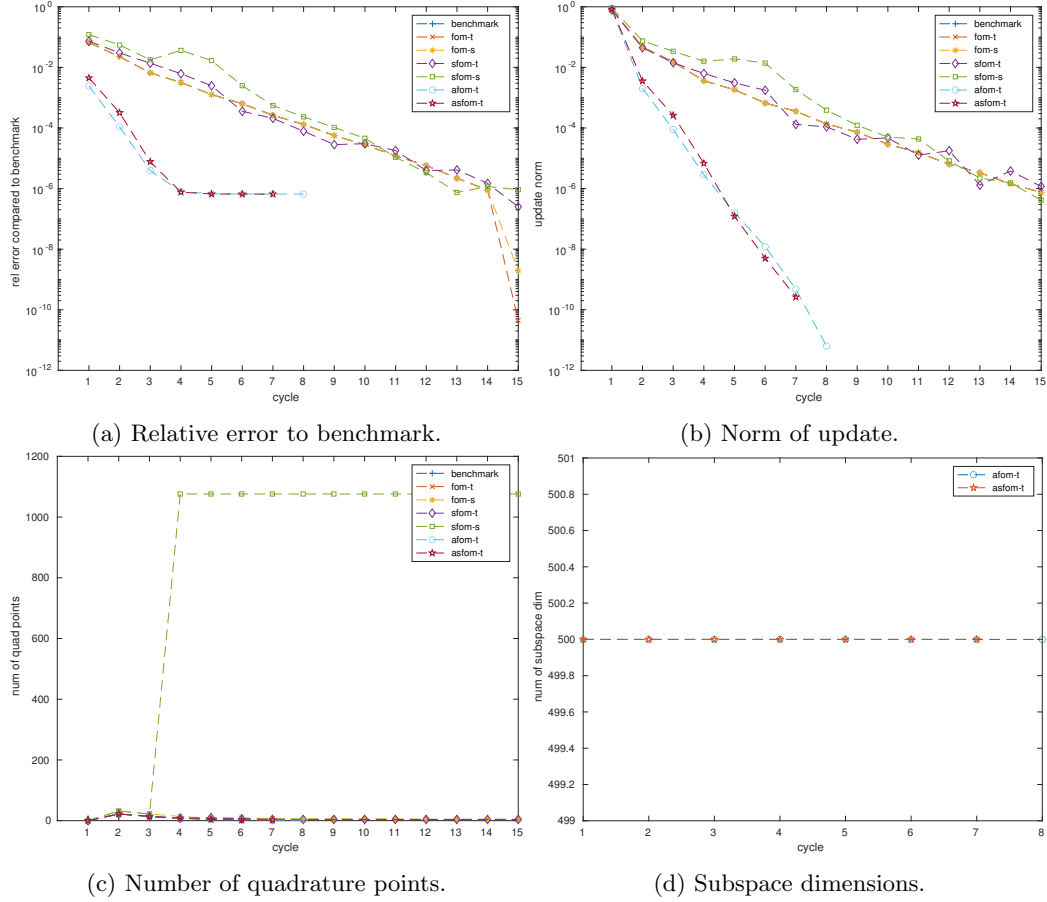 10^0
10^-2
10^-4
10^-6
10^-8
10^-10
10^-12
rel error compared to benchmark
benchmark
fom-t
fom-s
sfom-t
sfom-s
afom-t
asfom-t
1 2 3 4 5 6 7 8 9 10 11 12 13 14 15
cycle
(a) Relative error to benchmark.
10^0
10^-2
10^-4
10^-6
10^-8
10^-10
10^-12
update norm
benchmark
fom-t
fom-s
sfom-t
sfom-s
afom-t
asfom-t
1 2 3 4 5 6 7 8 9 10 11 12 13 14 15
cycle
(b) Norm of update.
1200
1000
800
600
400
200
0
num of quad points
benchmark
fom-t
fom-s
sfom-t
sfom-s
afom-t
asfom-t
1 2 3 4 5 6 7 8 9 10 11 12 13 14 15
cycle
(c) Number of quadrature points.
501
500.8
500.6
500.4
500.2
500
499.8
499.6
499.4
499.2
499
num of subspace dim
afom-t
asfom-t
1 2 3 4 5 6 7 8
cycle
(d) Subspace dimensions.